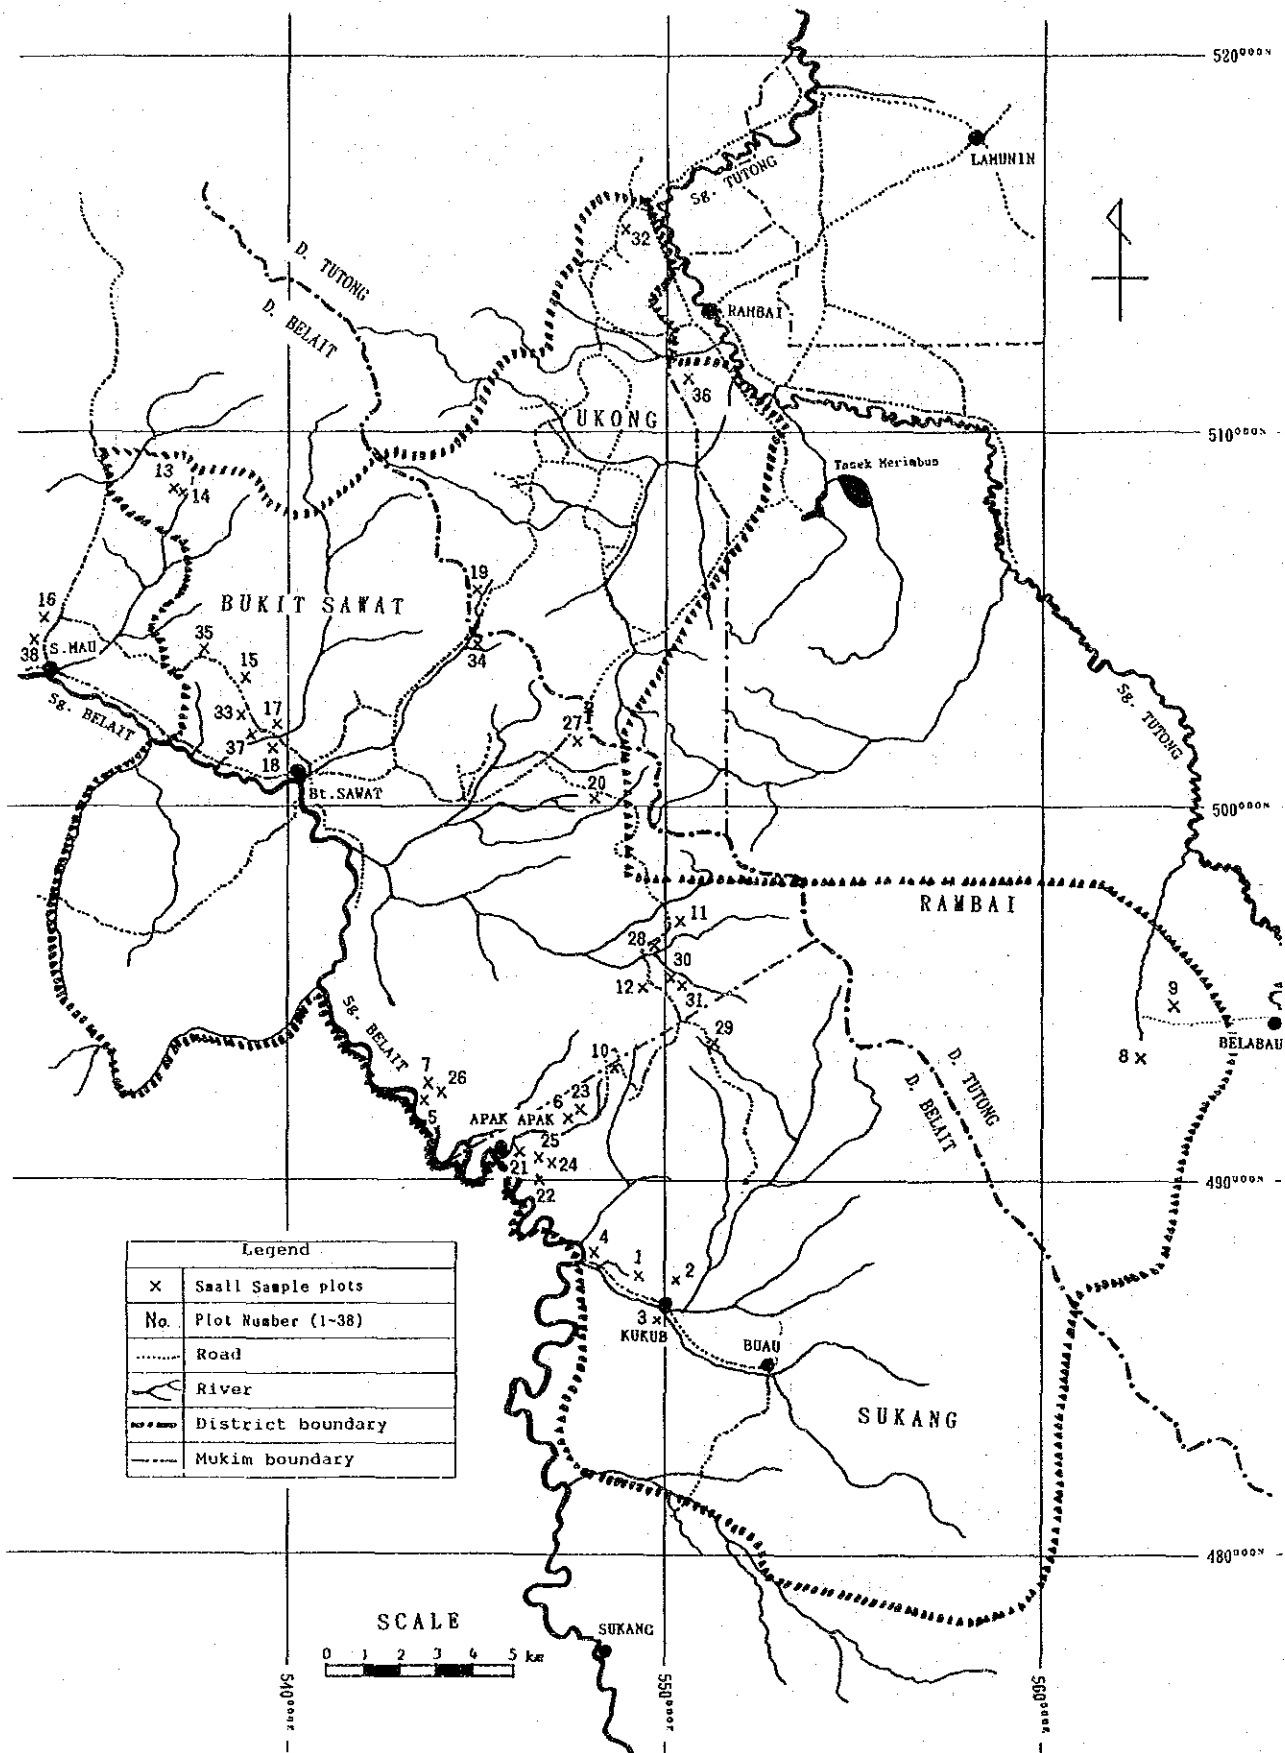 520000N
LAMUNIN
Sg. TUTONG
32
D. TUTONG
D. BELAIT
RAMBAI
36
UKONG
510000N
Tasek Merimbun
13
14
19
16
BUKIT SAWAT
35
S.MAU
34
38
15
Sg. BELAIT
33
17
27
Sg. TUTONG
37
18
Bt.SAWAT
20
500000N
RAMBAI
11
28
30
12
31.
9
Sg. BELAIT
29
BELABAU
10
8
7
26
D. TUTONG
D. BELAIT
6
23
5
APAK APAK
25
21
24
22
490000N
4
Legend
1
2
Small Sample plots
No. Plot Number (1~38)
3
KUKUB
Road
BUAU
River
SUKANG
District boundary
Mukim boundary
480000N
SCALE
SUKANG
0 1 2 3 4 5 km
540000E
550000E
560000E